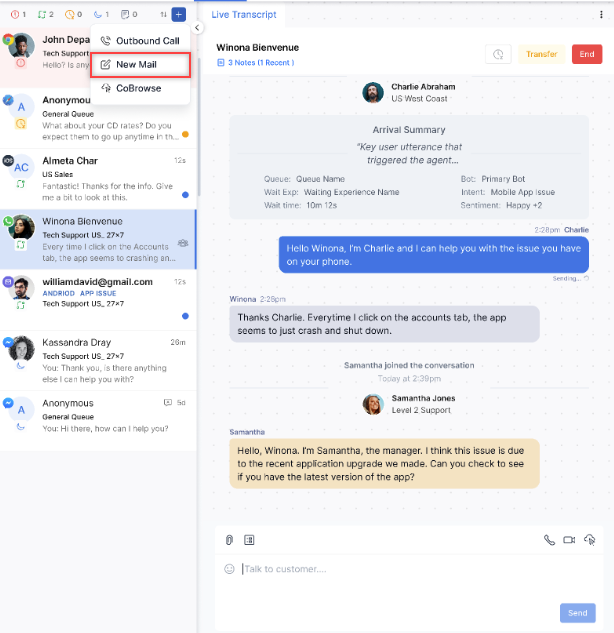 1 2 0 1 0
Outbound Call
New Mail
CoBrowse
John Depa
Tech Support
Hello? Is any
Anonymou
General Queue
What about your CD rates? Do you
expect them to go up anytime in th...
iOS
AC
Almeta Char 12s
US Sales
Fantastic! Thanks for the info. Give
me a bit to look at this.
Winona Bienvenue
Tech Support US_ 27x7
Every time I click on the Accounts
tab, the app seems to crashing an...
williamdavid@gmail.com 12s
ANDRIOD APP ISSUE
Tech Support US_ 27x7
Kassandra Dray 26m
Tech Support US_ 27x7
You: Thank you, is there anything
else I can help you with?
A
Anonymous 5d
General Queue
You: Hi there, how can I help you?
Live Transcript
Winona Bienvenue
3 Notes (1 Recent )
Transfer
End
Charlie Abraham
US West Coast
Arrival Summary
"Key user utterance that
triggered the agent...
Queue: Queue Name Bot: Primary Bot
Wait Exp: Waiting Experience Name Intent: Mobile App Issue
Wait time: 10m 12s Sentiment: Happy +2
2:28pm Charlie
Hello Winona, I'm Charlie and I can help you with the issue you have
on your phone.
Sending...
Winona 2:25pm
Thanks Charlie. Everytime I click on the accounts tab, the app
seems to just crash and shut down.
Samantha joined the conversation
Today at 2:39pm
Samantha Jones
Level 2 Support
Samantha
Hello, Winona. I'm Samantha, the manager. I think this issue is
due to the recent application upgrade we made. Can you check to see
if you have the latest version of the app?
Talk to customer....
Send